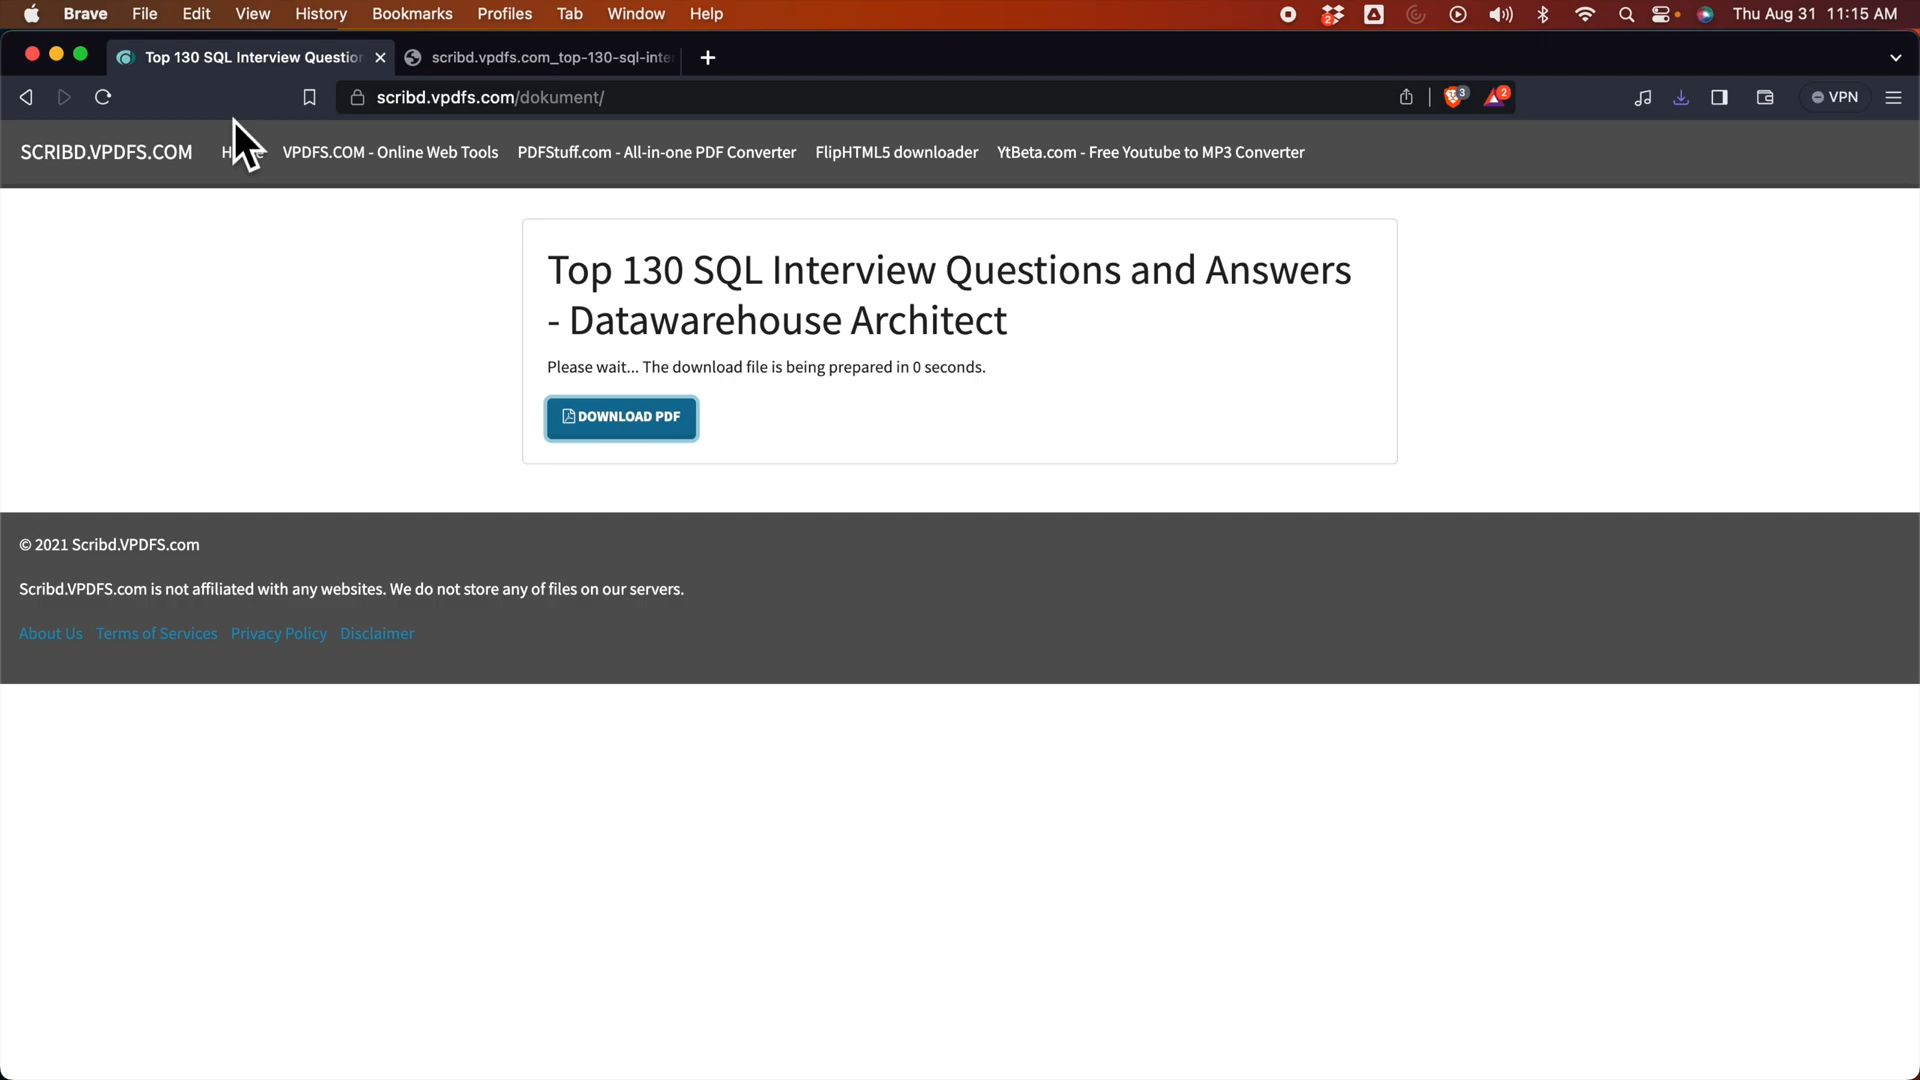 Brave File Edit View History Bookmarks Profiles Tab Window Help 2 Thu Aug 31 11:15 AM
Top 130 SQL Interview Question scribd.vpdfs.com_top-130-sql-inte
scribd.vpdfs.com/dokument/ 3 2 VPN
SCRIBD.VPDFS.COM VPDFS.COM - Online Web Tools PDFStuff.com - All-in-one PDF Converter FlipHTML5 downloader YtBeta.com - Free Youtube to MP3 Converter
Top 130 SQL Interview Questions and Answers
- Datawarehouse Architect
Please wait... The download file is being prepared in 0 seconds.
DOWNLOAD PDF
© 2021 Scribd.VPDFS.com
Scribd.VPDFS.com is not affiliated with any websites. We do not store any of files on our servers.
About Us Terms of Services Privacy Policy Disclaimer